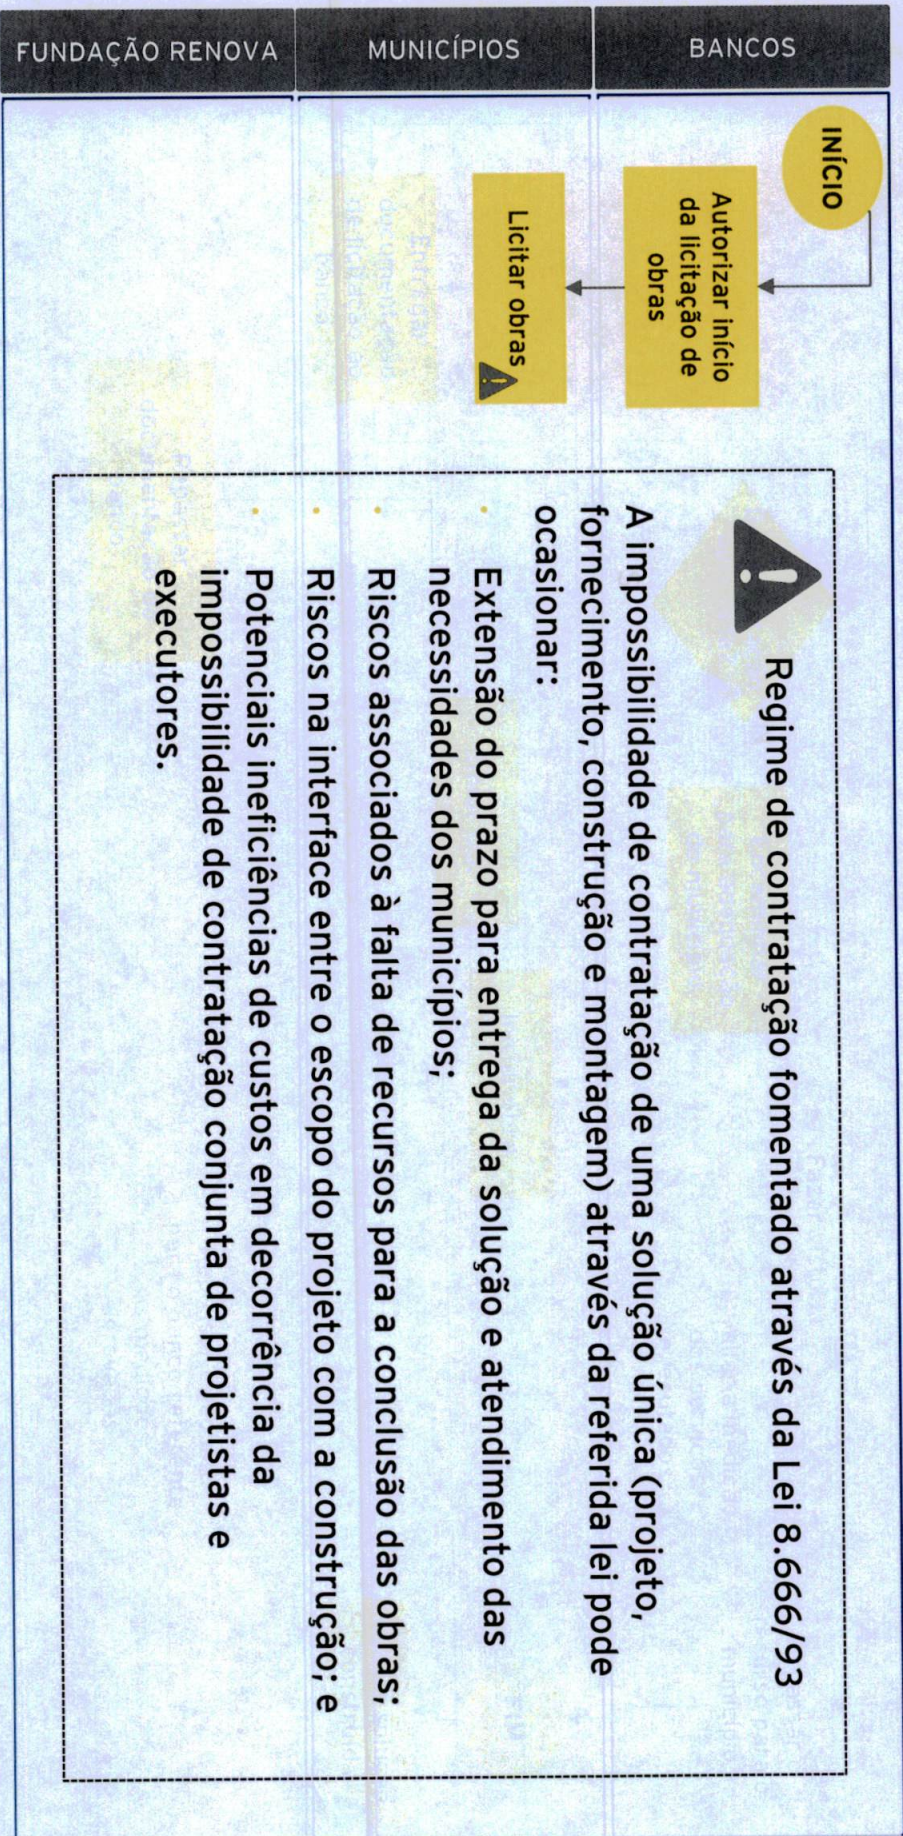 BANCOS
MUNICÍPIOS
FUNDAÇÃO RENOVA
INÍCIO
Autorizar início
da licitação de
obras
Licitar obras
Regime de contratação fomentado através da Lei 8.666/93
A impossibilidade de contratação de uma solução única (projeto,
fornecimento, construção e montagem) através da referida lei pode
ocasionar:
Extensão do prazo para entrega da solução e atendimento das
necessidades dos municípios;
Riscos associados à falta de recursos para a conclusão das obras;
Riscos na interface entre o escopo do projeto com a construção; e
Potenciais ineficiências de custos em decorrência da
impossibilidade de contratação conjunta de projetistas e
executores.